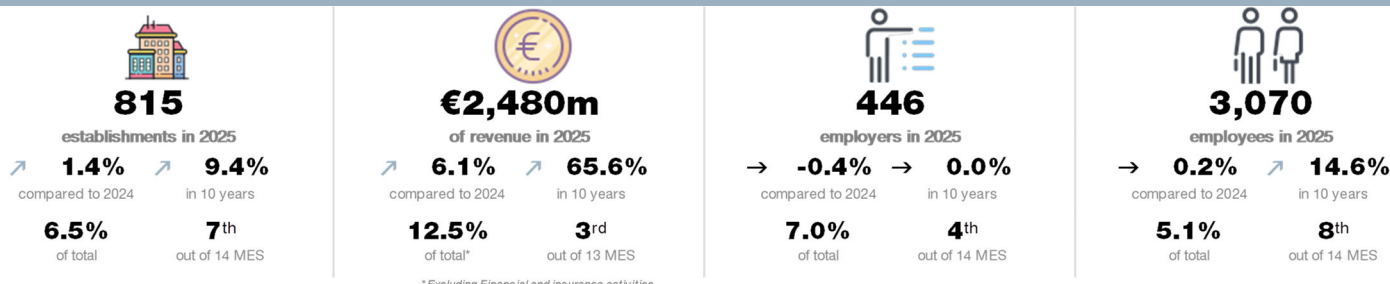 815
establishments in 2025
1.4% 9.4%
compared to 2024 in 10 years
6.5% 7th
of total out of 14 MES
€2,480m
of revenue in 2025
6.1% 65.6%
compared to 2024 in 10 years
12.5% 3rd
of total* out of 13 MES
* Excluding Financial and insurance activities
446
employers in 2025
-0.4% 0.0%
compared to 2024 in 10 years
7.0% 4th
of total out of 14 MES
3,070
employees in 2025
0.2% 14.6%
compared to 2024 in 10 years
5.1% 8th
of total out of 14 MES